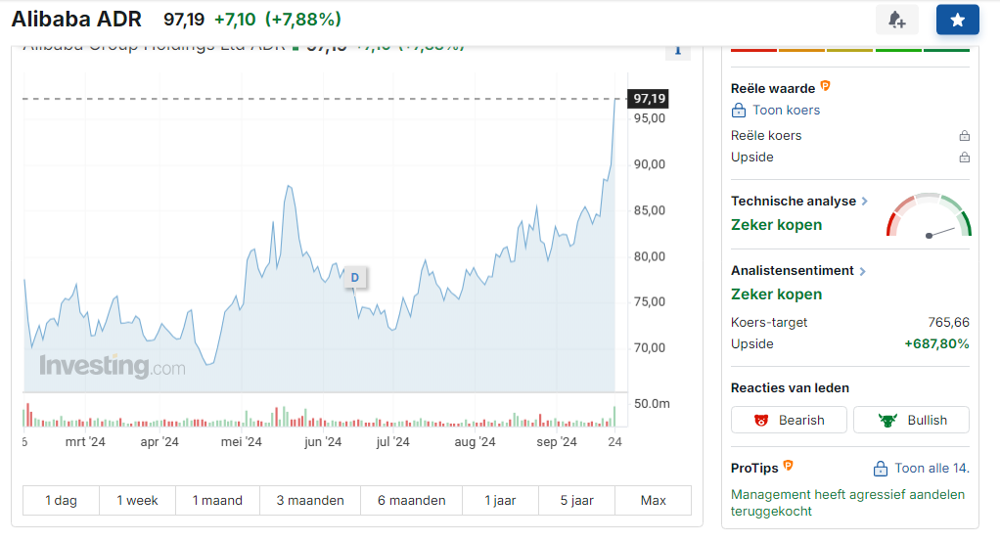 Alibaba ADR 97,19 +7,10 (+7,88%)
Alibaba Group Holdings Ltd ADR 97,19 +7,10 (+7,88%)
97,19
95,00
90,00
85,00
80,00
75,00
70,00
D
Investing.com
50.0m
6 mrt '24 apr '24 mei '24 jun '24 jul '24 aug '24 sep '24 24
1 dag 1 week 1 maand 3 maanden 6 maanden 1 jaar 5 jaar Max
Reële waarde
Toon koers
Reële koers
Upside
Technische analyse
Zeker kopen
Analistensentiment
Zeker kopen
Koers-target 765,66
Upside +687,80%
Reacties van leden
Bearish Bullish
ProTips Toon alle 14.
Management heeft agressief aandelen
teruggekocht